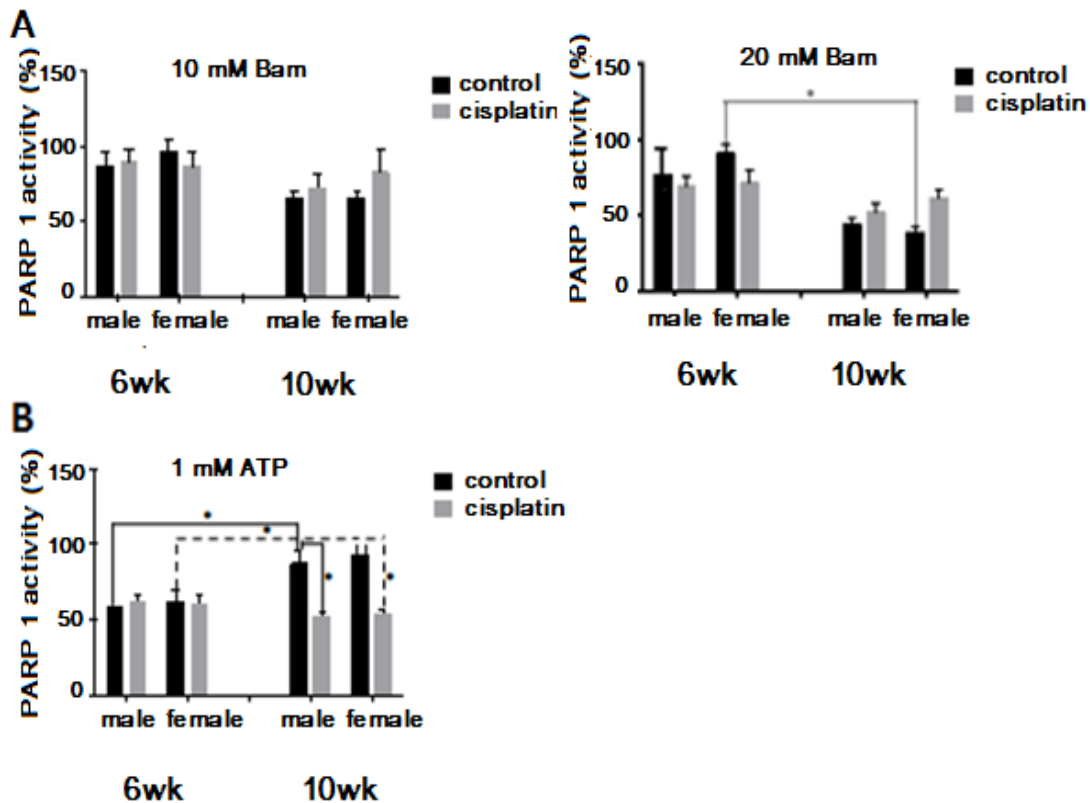 A
10 mM Bam
PARP 1 activity (%)
150
100
50
0
control
cisplatin
male female male female
6wk 10wk
20 mM Bam
PARP 1 activity (%)
150
100
50
0
*
control
cisplatin
male female male female
6wk 10wk
B
1 mM ATP
PARP 1 activity (%)
150
100
50
0
*
*
*
*
control
cisplatin
male female male female
6wk 10wk